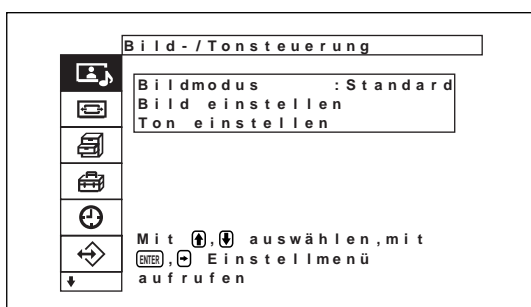 Bild-/Tonsteuerung
Bildmodus :Standard
Bild einstellen
Ton einstellen
Mit ↑,↓ auswählen,mit
ENTER,→ Einstellmenü
aufrufen